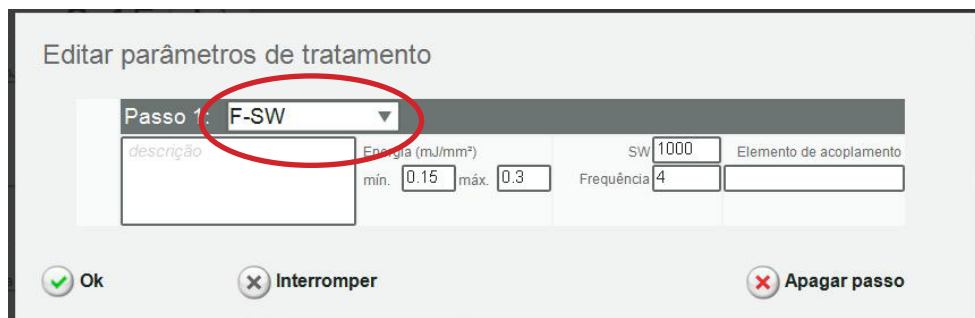 Editar parâmetros de tratamento
Passo 1: F-SW
descrição
Energia (mJ/mm²)
mín. 0.15 máx. 0.3
SW 1000
Frequência 4
Elemento de acoplamento
Ok
Interromper
Apagar passo